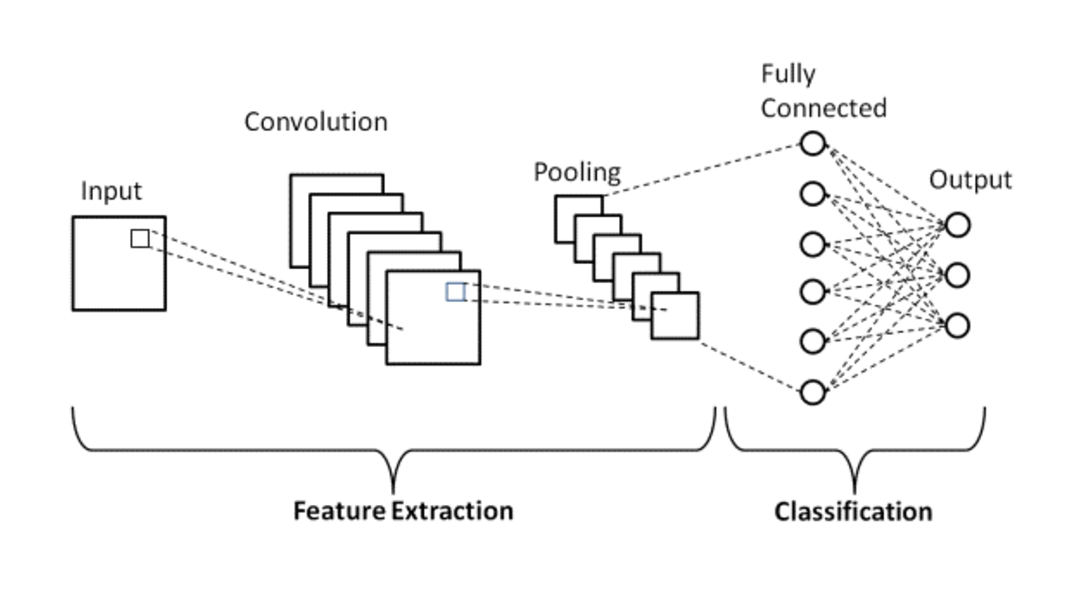 Fully
Connected
Convolution
Pooling
Input
Output
Feature Extraction
Classification